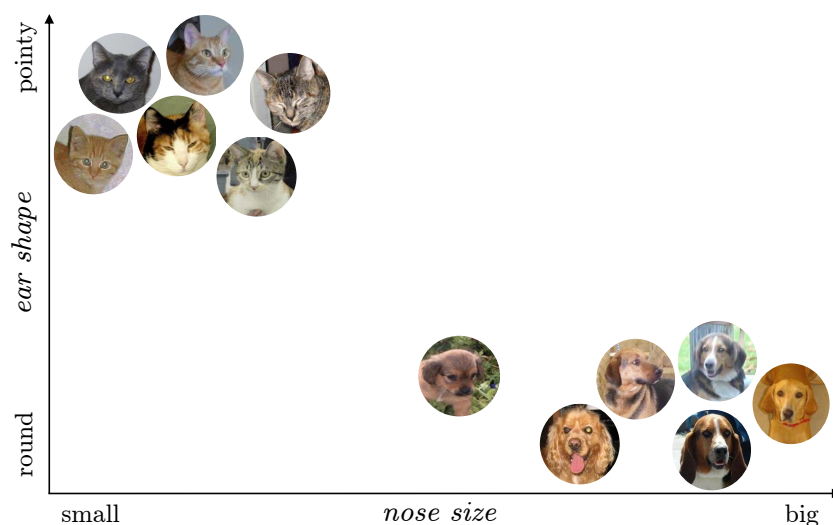 pointy
ear shape
round
small
nose size
big